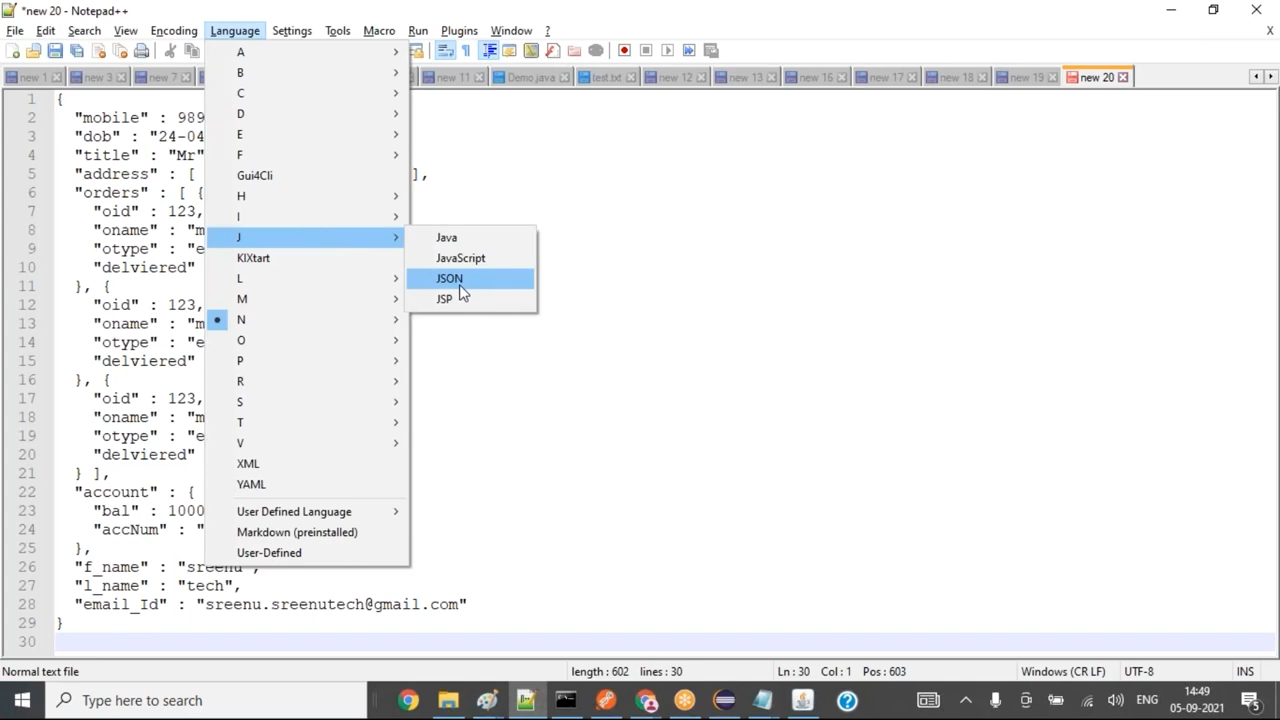 *new 20 - Notepad++
File Edit Search View Encoding Language Settings Tools Macro Run Plugins Window ? X
new 1 new 3 new 7 new 11 Demo.java test.txt new 12 new 13 new 16 new 17 new 18 new 19 new 20
1 {
2 "mobile" : 989
3 "dob" : "24-04
4 "title" : "Mr"
5 "address" : [ ],
6 "orders" : [ {
7 "oid" : 123,
8 "oname" : "m
9 "otype" : "e
10 "delviered"
11 }, {
12 "oid" : 123,
13 "oname" : "m
14 "otype" : "e
15 "delviered"
16 }, {
17 "oid" : 123,
18 "oname" : "m
19 "otype" : "e
20 "delviered"
21 } ],
22 "account" : {
23 "bal" : 1000
24 "accNum" : "
25 },
26 "f_name" : "sreenu",
27 "l_name" : "tech",
28 "email_Id" : "sreenu.sreenutech@gmail.com"
29 }
30
A
B
C
D
E
F
Gui4Cli
H
I
J
KIXtart
L
M
N
O
P
R
S
T
V
XML
YAML
User Defined Language
Markdown (preinstalled)
User-Defined
Java
JavaScript
JSON
JSP
Normal text file length : 602 lines : 30 Ln : 30 Col : 1 Pos : 603 Windows (CR LF) UTF-8 INS
Type here to search ENG 14:49
05-09-2021 5